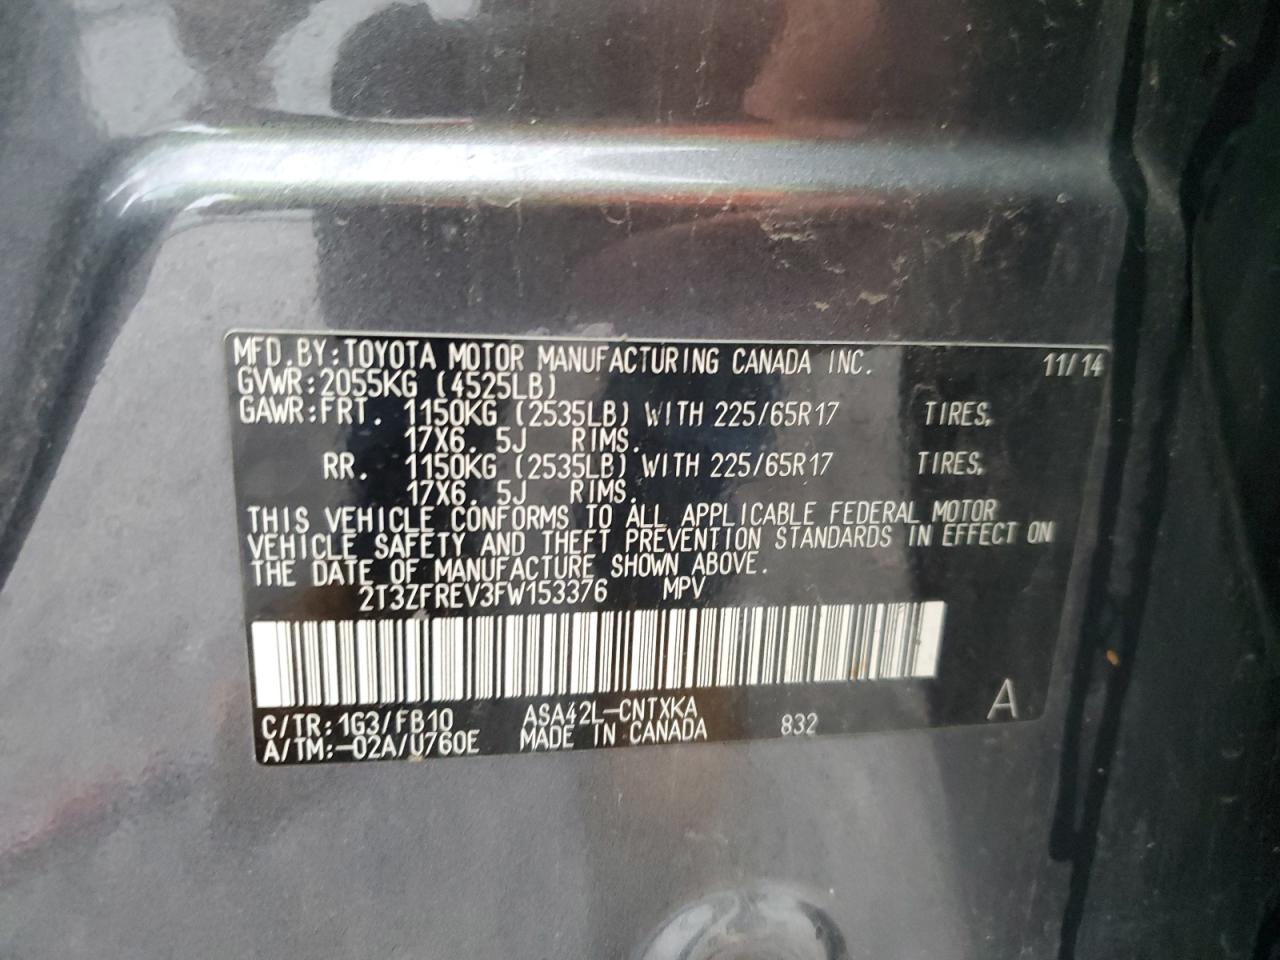 MFD.BY:TOYOTA MOTOR MANUFACTURING CANADA INC. 11/14
GVWR:2055KG (4525LB)
GAWR:FRT. 1150KG (2535LB) WITH 225/65R17 TIRES,
17X6.5J RIMS.
RR. 1150KG (2535LB) WITH 225/65R17 TIRES,
17X6.5J RIMS.
THIS VEHICLE CONFORMS TO ALL APPLICABLE FEDERAL MOTOR
VEHICLE SAFETY AND THEFT PREVENTION STANDARDS IN EFFECT ON
THE DATE OF MANUFACTURE SHOWN ABOVE.
2T3ZFREV3FW153376 MPV
C/TR:1G3/FB10 ASA42L-CNTXKA 832 A
A/TM:-02A/U760E MADE IN CANADA